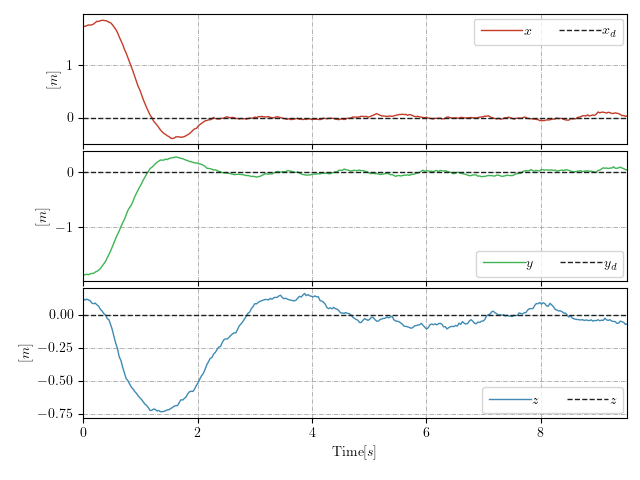 [m]
1
0
x x_d
[m]
0
−1
y y_d
[m]
0.00
−0.25
−0.50
−0.75
z z
0 2 4 6 8
Time[s]